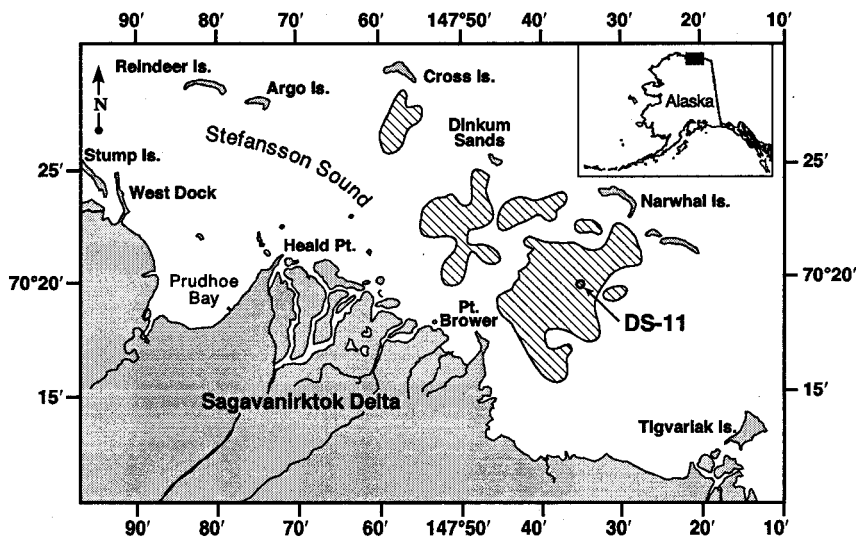 90′ 80′ 70′ 147°50′ 40′ 30′ 20′ 10′
Reindeer Is.
Argo Is.
Cross Is.
N
Alaska
Dinkum
Sands
Stefansson Sound
Stump Is.
25′
25′
West Dock
Narwhal Is.
Heald Pt.
70°20′
70°20′
Prudhoe
Bay
Pt.
Brower
DS-11
15′
15′
Sagavanirktok Delta
Tigvariak Is.
90′ 80′ 70′ 60′ 147°50′ 40′ 30′ 20′ 10′